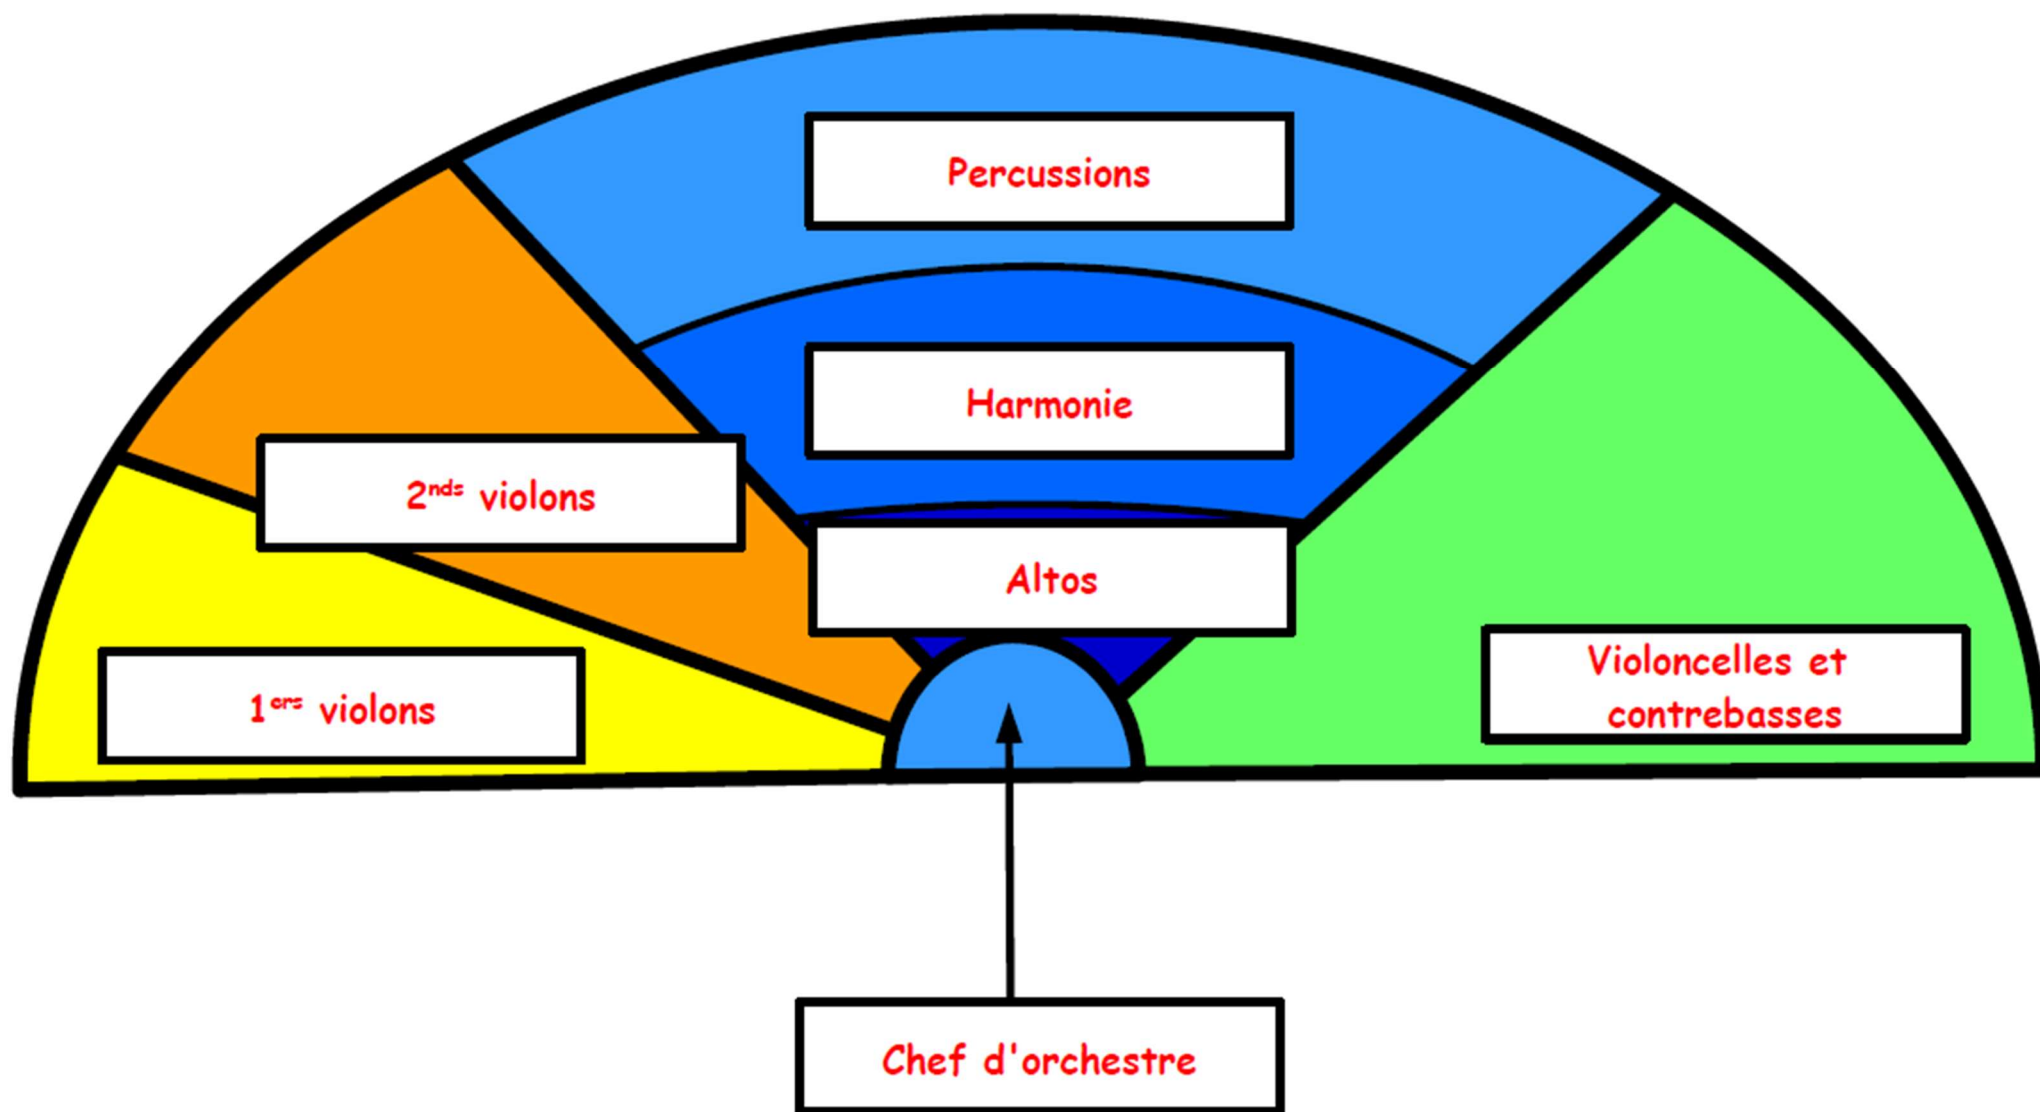 Percussions
Harmonie
2ⁿᵈˢ violons
Altos
1ᵉʳˢ violons
Violoncelles et
contrebasses
Chef d'orchestre